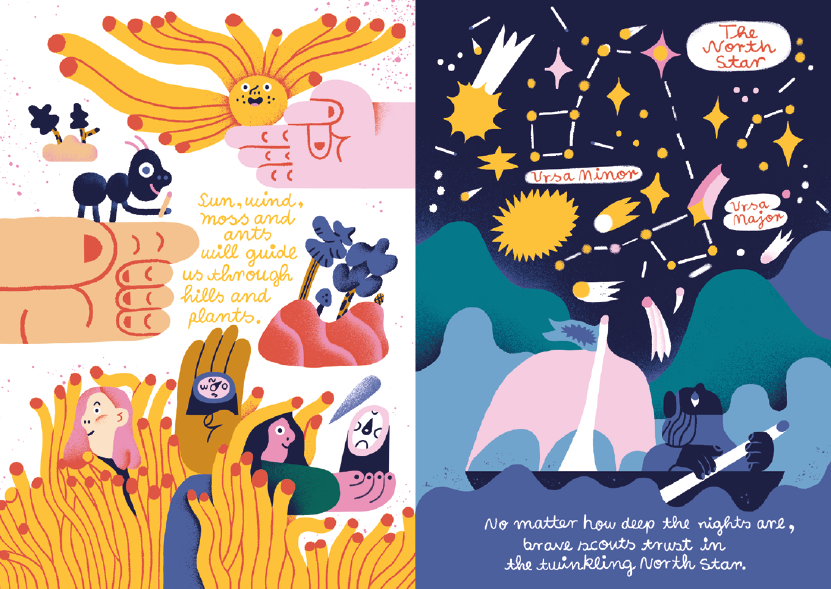 Sun, wind,
moss and
ants
will guide
us through
hills and
plants.
The
North
Star
Ursa Minor
Ursa
Major
No matter how deep the nights are,
brave scouts trust in
the twinkling North Star.